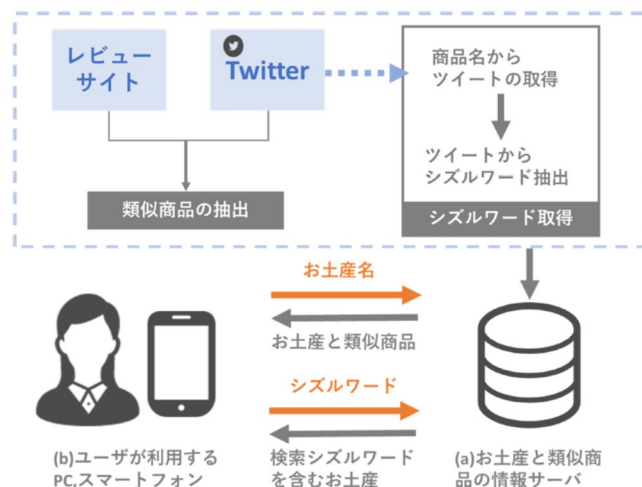 レビュー
サイト
Twitter
商品名から
ツイートの取得
ツイートから
シズルワード抽出
類似商品の抽出
シズルワード取得
お土産名
お土産と類似商品
シズルワード
検索シズルワード
を含むお土産
(b)ユーザが利用する
PC,スマートフォン
(a)お土産と類似商
品の情報サーバ